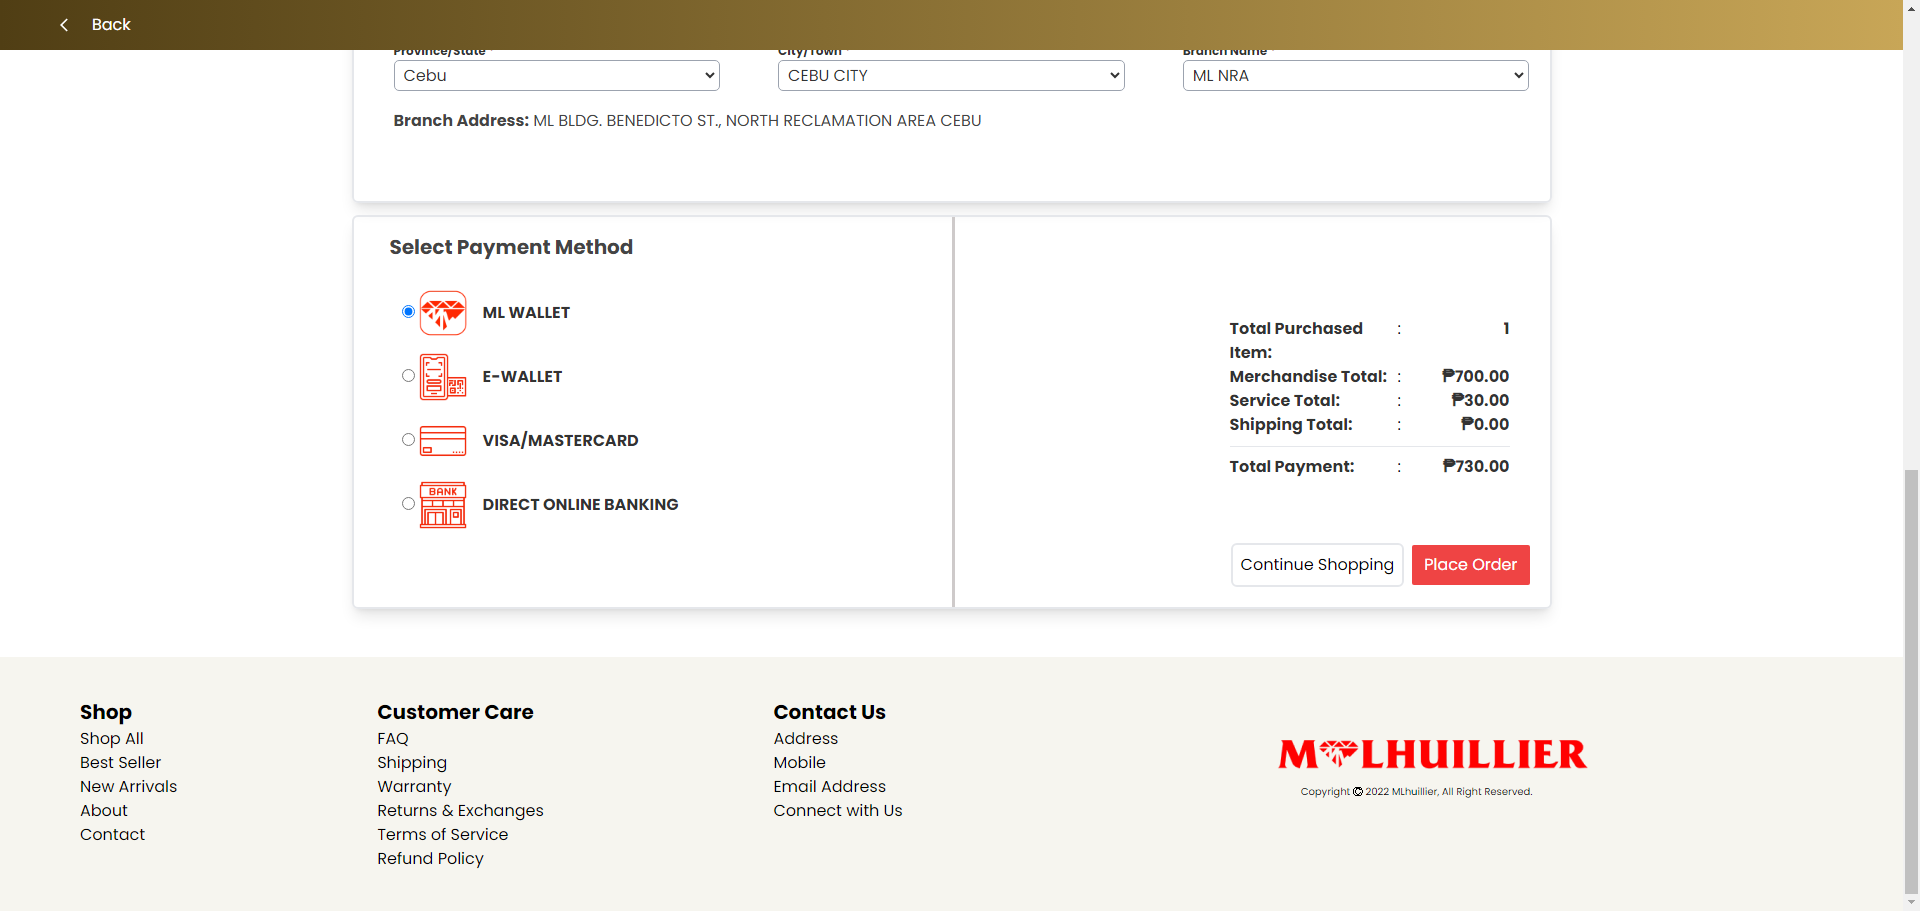 Back
Province/State City/Town Branch Name
Cebu CEBU CITY ML NRA
Branch Address: ML BLDG. BENEDICTO ST., NORTH RECLAMATION AREA CEBU
Select Payment Method
ML WALLET
E-WALLET
VISA/MASTERCARD
BANK
DIRECT ONLINE BANKING
Total Purchased Item: : 1
Merchandise Total: : ₱700.00
Service Total: : ₱30.00
Shipping Total: : ₱0.00
Total Payment: : ₱730.00
Continue Shopping Place Order
Shop
Shop All
Best Seller
New Arrivals
About
Contact
Customer Care
FAQ
Shipping
Warranty
Returns & Exchanges
Terms of Service
Refund Policy
Contact Us
Address
Mobile
Email Address
Connect with Us
M LHUILLIER
Copyright © 2022 MLhuillier, All Right Reserved.